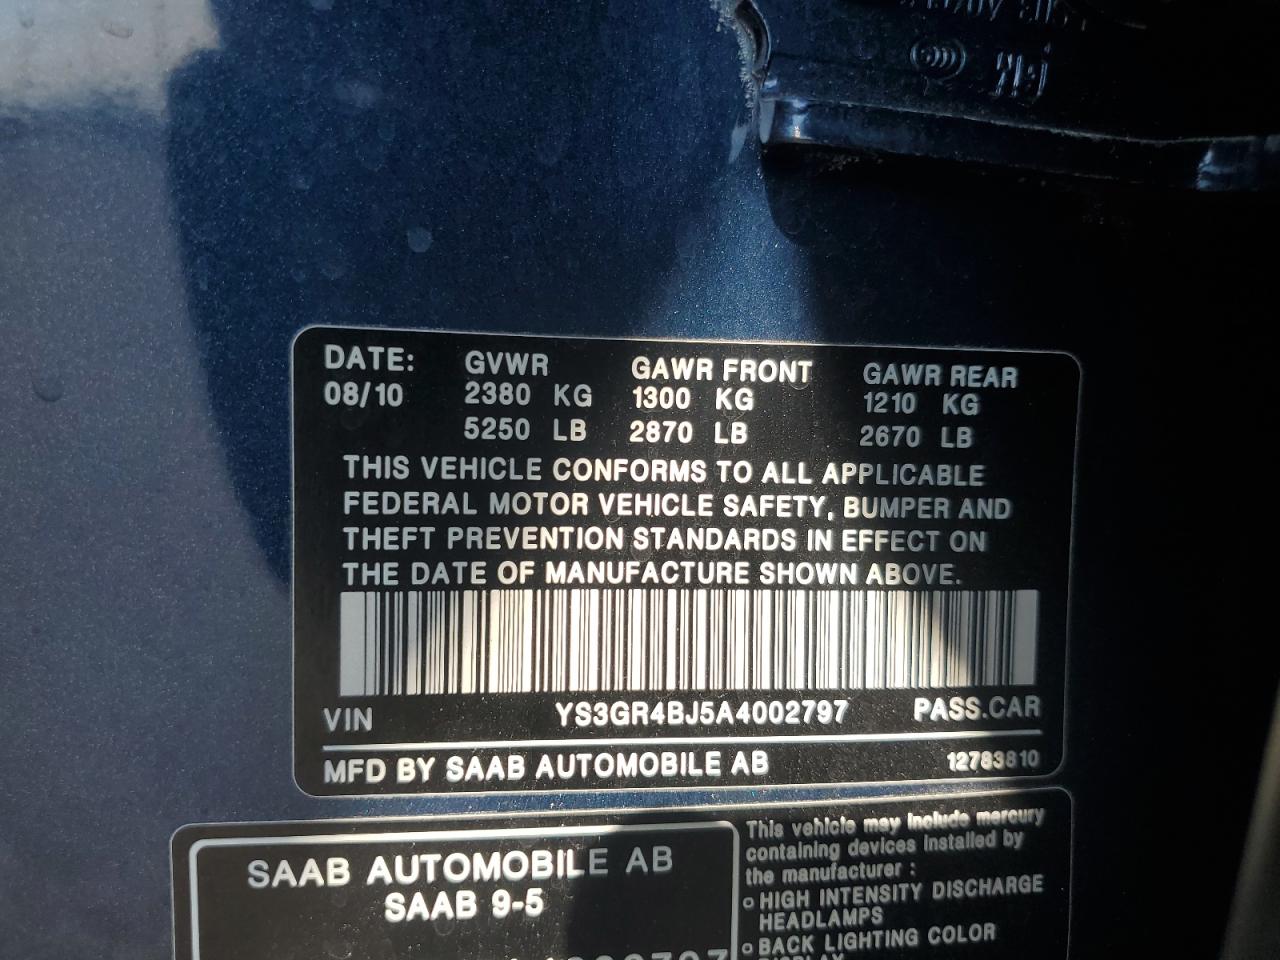 DATE: GVWR GAWR FRONT GAWR REAR
08/10 2380 KG 1300 KG 1210 KG
5250 LB 2870 LB 2670 LB
THIS VEHICLE CONFORMS TO ALL APPLICABLE
FEDERAL MOTOR VEHICLE SAFETY, BUMPER AND
THEFT PREVENTION STANDARDS IN EFFECT ON
THE DATE OF MANUFACTURE SHOWN ABOVE.
VIN YS3GR4BJ5A4002797 PASS.CAR
MFD BY SAAB AUTOMOBILE AB 12783810
SAAB AUTOMOBILE AB
SAAB 9-5
This vehicle may include mercury
containing devices installed by
the manufacturer :
o HIGH INTENSITY DISCHARGE
HEADLAMPS
o BACK LIGHTING COLOR
DISPLAY